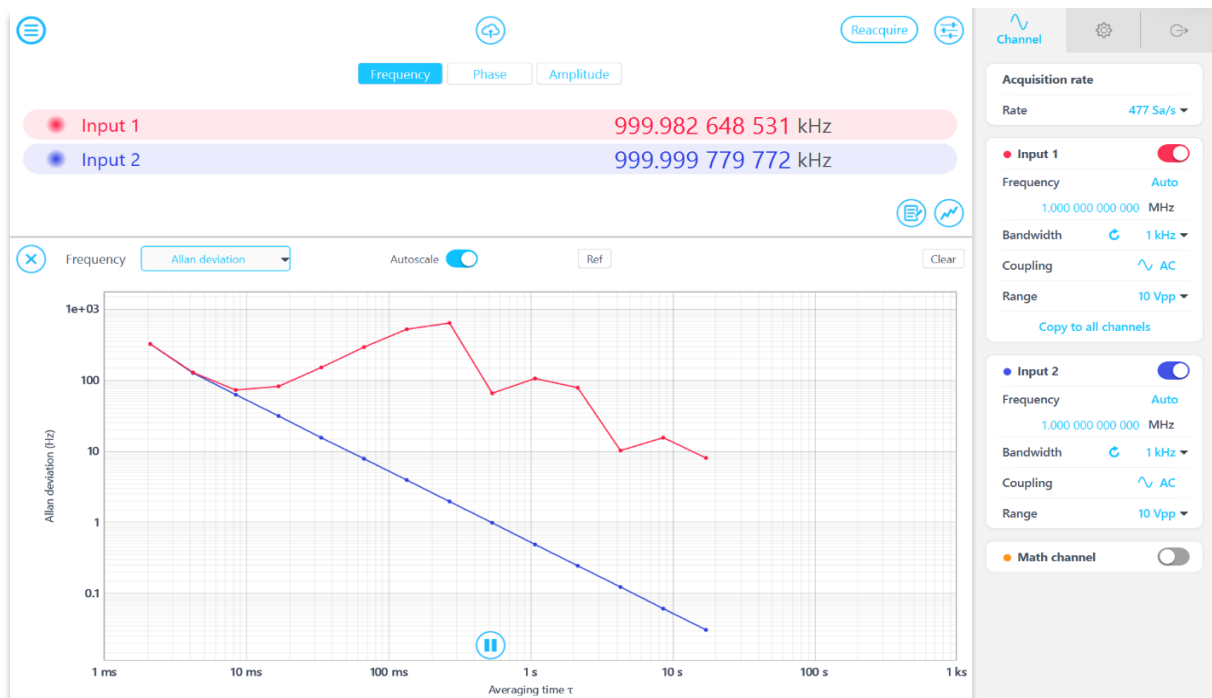 Reacquire
Channel
Frequency Phase Amplitude
Input 1 999.982 648 531 kHz
Input 2 999.999 779 772 kHz
Frequency Allan deviation Autoscale Ref Clear
1e+03
100
10
1
0.1
Allan deviation (Hz)
1 ms 10 ms 100 ms 1 s 10 s 100 s 1 ks
Averaging time τ
Acquisition rate
Rate 477 Sa/s
Input 1
Frequency Auto
1.000 000 000 000 MHz
Bandwidth 1 kHz
Coupling AC
Range 10 Vpp
Copy to all channels
Input 2
Frequency Auto
1.000 000 000 000 MHz
Bandwidth 1 kHz
Coupling AC
Range 10 Vpp
Math channel